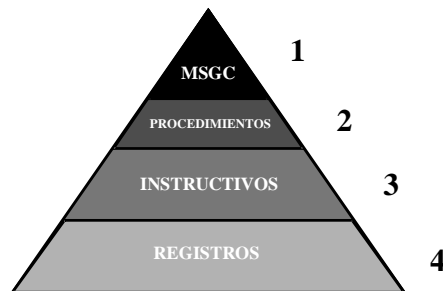 MSGC 1
PROCEDIMIENTOS 2
INSTRUCTIVOS 3
REGISTROS 4